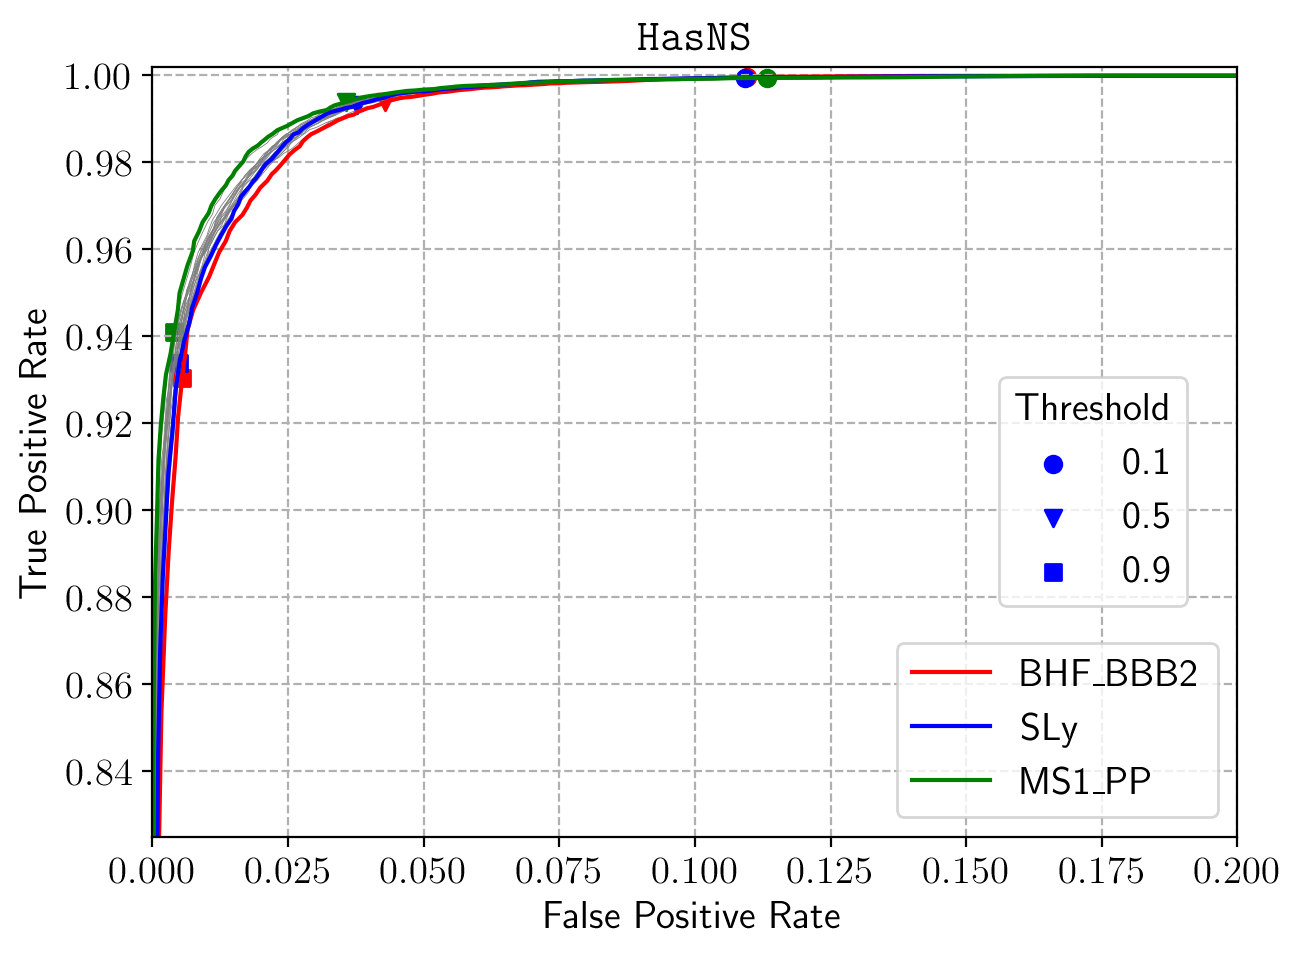 HasNS
1.00
0.98
0.96
0.94
0.92
0.90
0.88
0.86
0.84
True Positive Rate
Threshold
0.1
0.5
0.9
BHF_BBB2
SLy
MS1_PP
0.000 0.025 0.050 0.075 0.100 0.125 0.150 0.175 0.200
False Positive Rate